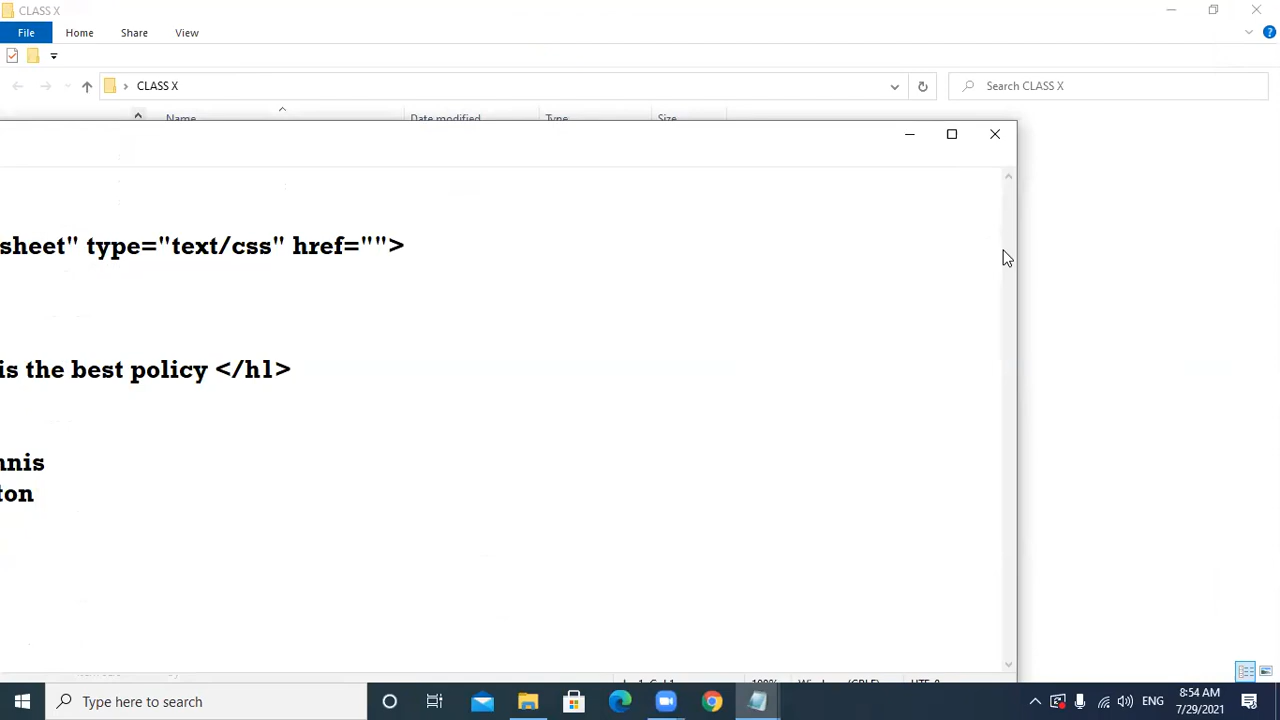 CLASS X
File Home Share View
CLASS X
Search CLASS X
Name Date modified Type Size
sheet" type="text/css" href="">
is the best policy </h1>
nnis
ton
Type here to search
ENG
8:54 AM
7/29/2021